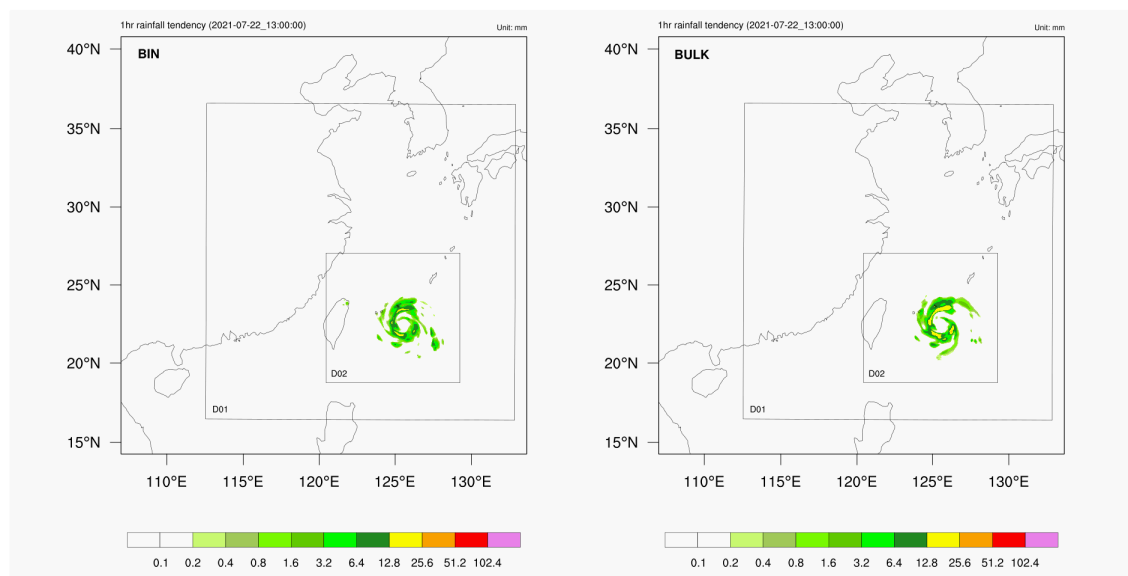 1hr rainfall tendency (2021-07-22_13:00:00) Unit: mm
BIN
40°N
35°N
30°N
25°N
20°N
15°N
D02
D01
110°E 115°E 120°E 125°E 130°E
0.1 0.2 0.4 0.8 1.6 3.2 6.4 12.8 25.6 51.2 102.4
1hr rainfall tendency (2021-07-22_13:00:00) Unit: mm
BULK
40°N
35°N
30°N
25°N
20°N
15°N
D02
D01
110°E 115°E 120°E 125°E 130°E
0.1 0.2 0.4 0.8 1.6 3.2 6.4 12.8 25.6 51.2 102.4